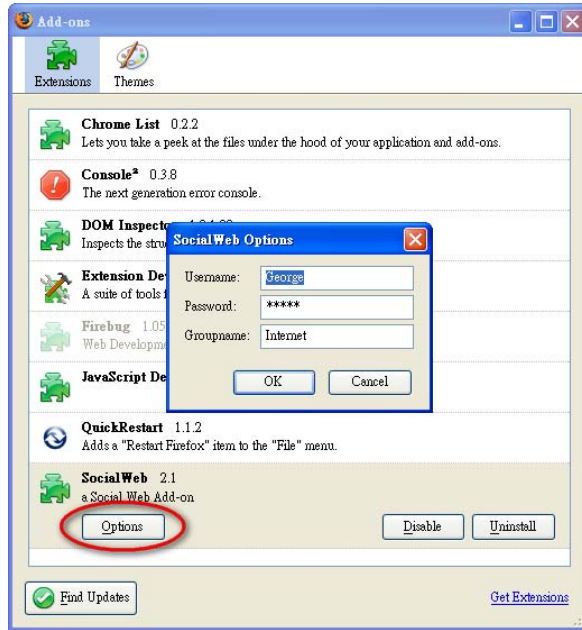 Add-ons
Extensions
Themes
Chrome List 0.2.2
Lets you take a peek at the files under the hood of your application and add-ons.
Console² 0.3.8
The next generation error console.
DOM Inspecto
Inspects the stru
SocialWeb Options
Username: George
Password: *****
Groupname: Internet
OK Cancel
Extension De
A suite of tools
Firebug 1.05
Web Developme
JavaScript De
QuickRestart 1.1.2
Adds a "Restart Firefox" item to the "File" menu.
SocialWeb 2.1
a Social Web Add-on
Options Disable Uninstall
Find Updates Get Extensions